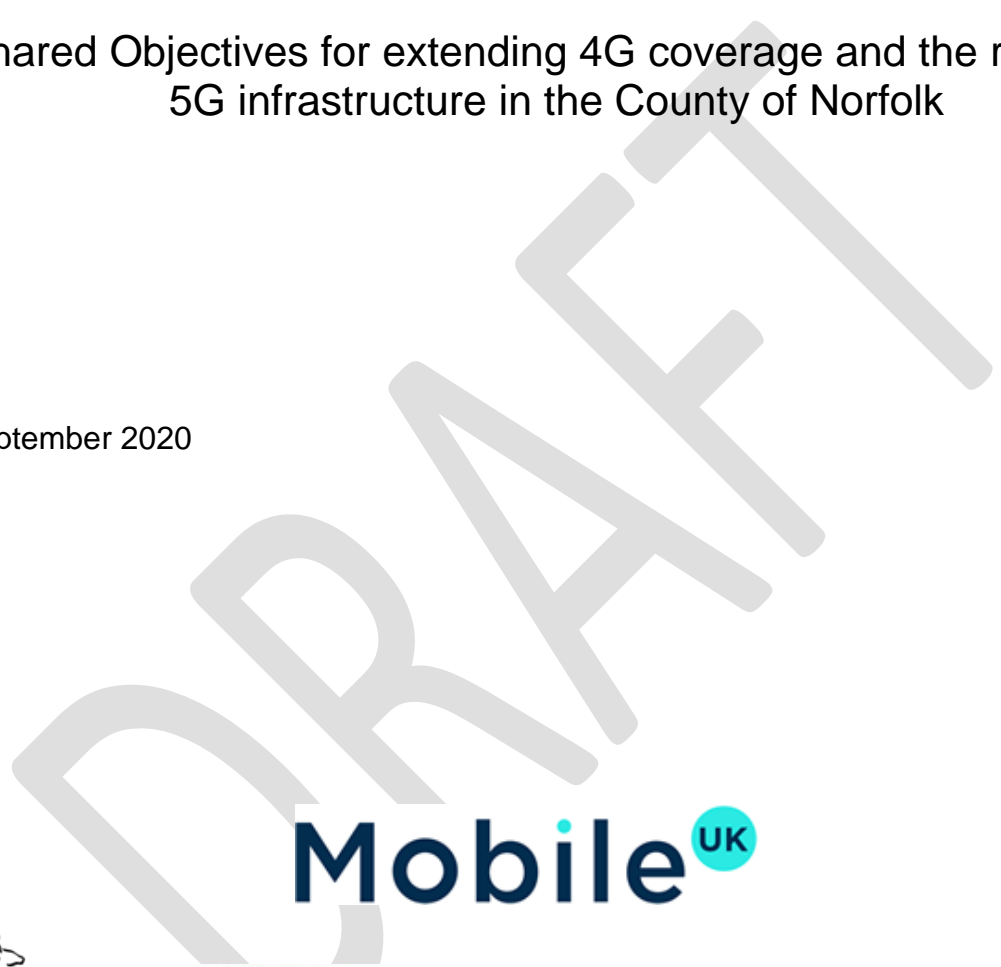 hared Objectives for extending 4G coverage and the r
5G infrastructure in the County of Norfolk
DRAFT
ptember 2020
Mobile UK